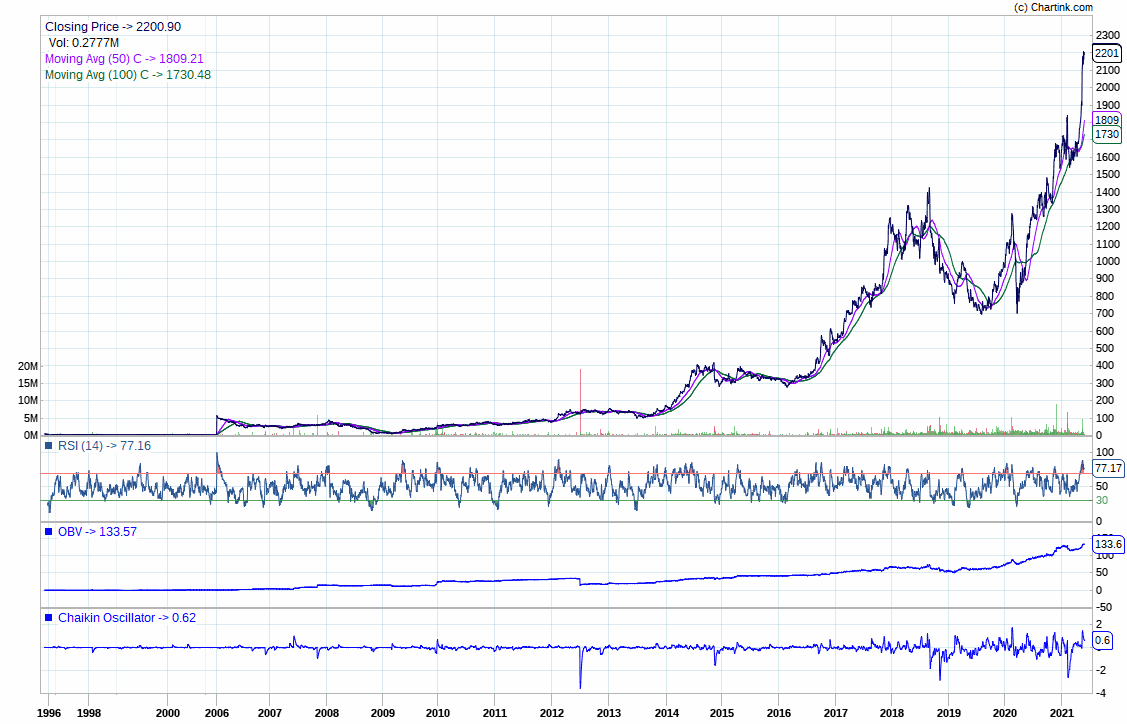 (c) Chartink.com
Closing Price -> 2200.90
Vol: 0.2777M
Moving Avg (50) C -> 1809.21
Moving Avg (100) C -> 1730.48
2300
2201
2100
2000
1900
1809
1730
1600
1500
1400
1300
1200
1100
1000
900
800
700
600
500
400
300
200
100
0
20M
15M
10M
5M
0M
RSI (14) -> 77.16
100
77.17
50
30
0
OBV -> 133.57
133.6
100
50
0
-50
Chaikin Oscillator -> 0.62
2
0.6
-2
-4
1996 1998 2000 2006 2007 2008 2009 2010 2011 2012 2013 2014 2015 2016 2017 2018 2019 2020 2021